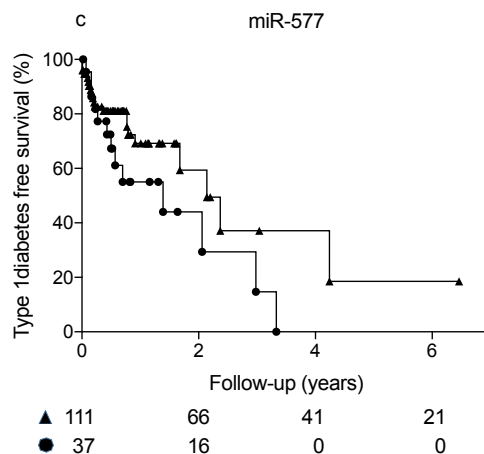 c miR-577
Type 1diabetes free survival (%)
100
80
60
40
20
0
0 2 4 6
Follow-up (years)
111 66 41 21
37 16 0 0